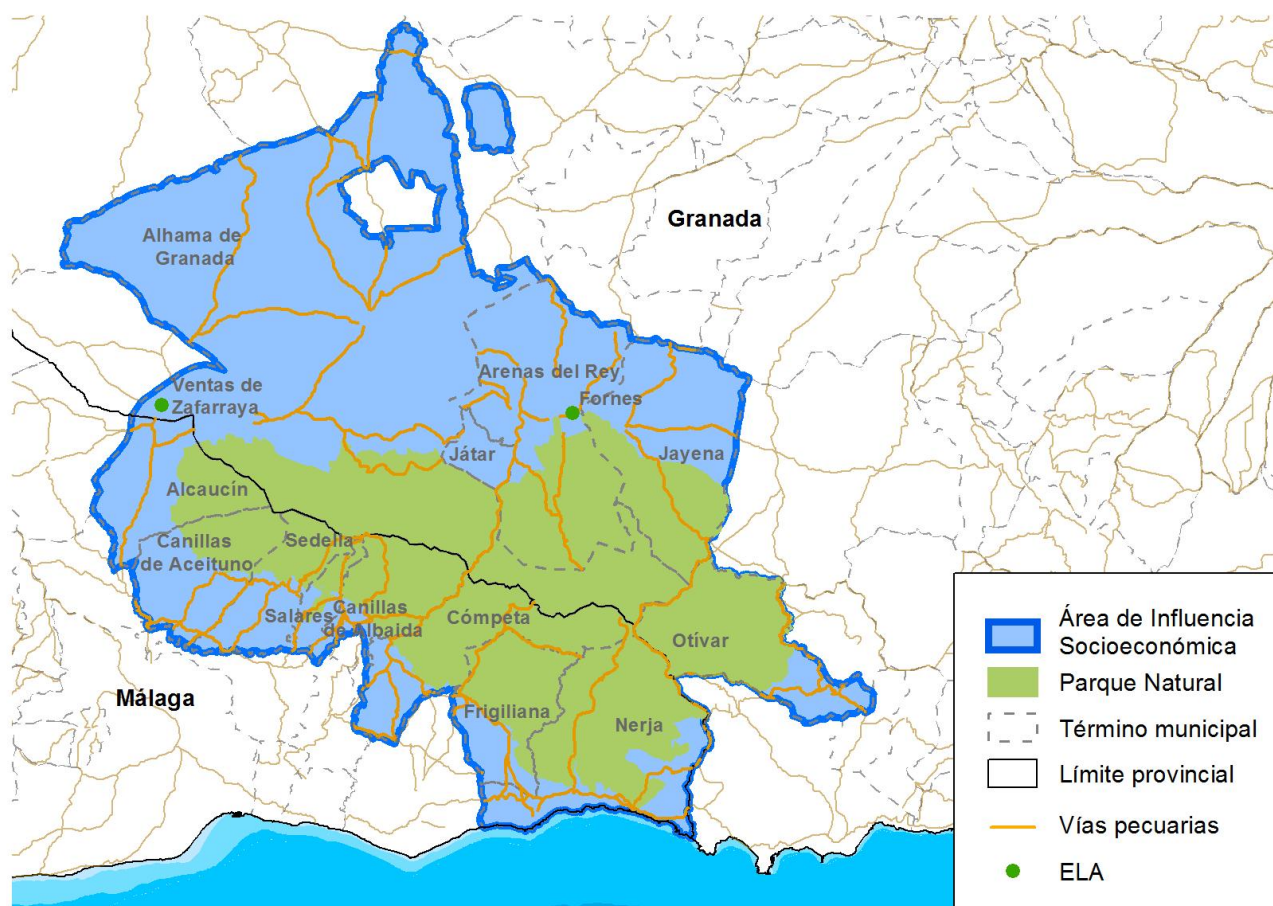 Granada
Alhama de
Granada
Ventas de
Zafarraya
Arenas del Rey
Fornes
Játar
Jayena
Alcaucín
Canillas
de Aceituno
Sedella
Salares
Canillas
de Albaida
Cómpeta
Otívar
Málaga
Frigiliana
Nerja
Área de Influencia
Socioeconómica
Parque Natural
Término municipal
Límite provincial
Vías pecuarias
ELA